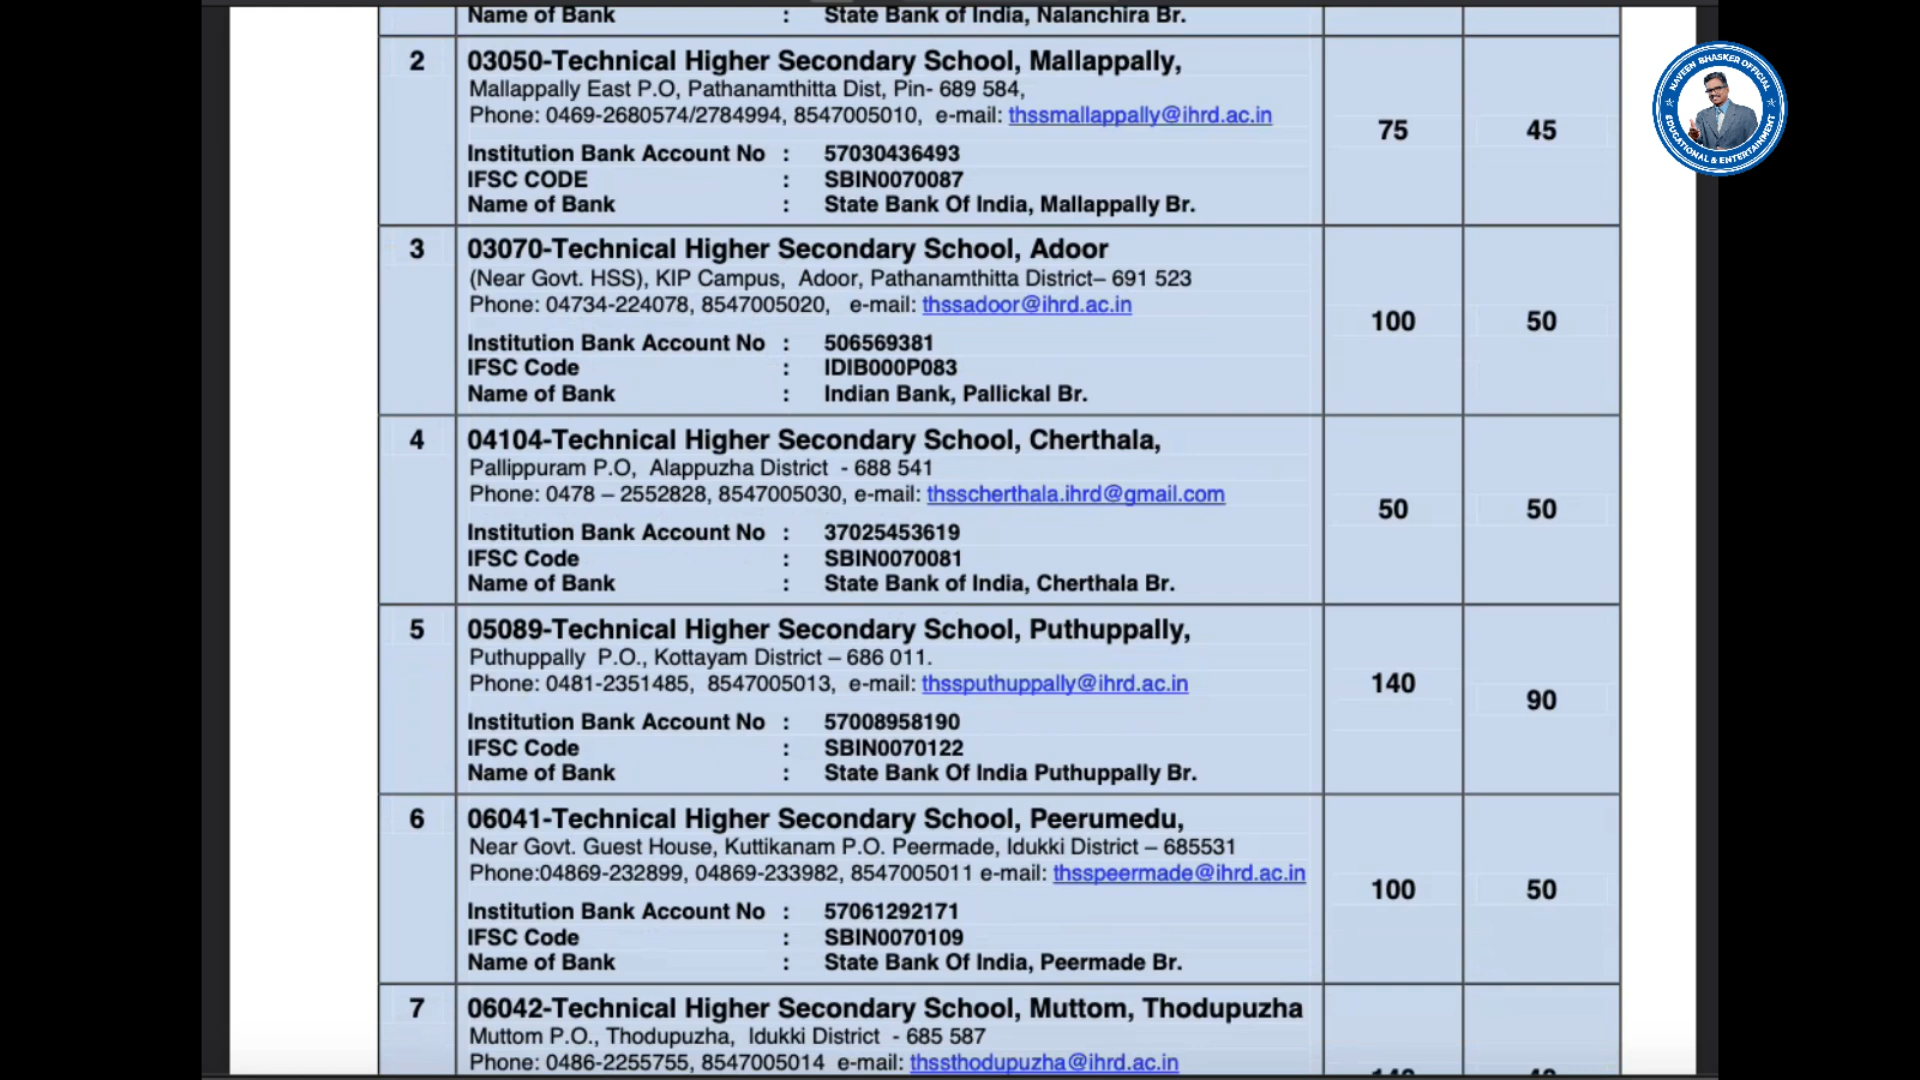 Name of Bank : State Bank of India, Nalanchira Br.
2 03050-Technical Higher Secondary School, Mallappally,
Mallappally East P.O, Pathanamthitta Dist, Pin- 689 584,
Phone: 0469-2680574/2784994, 8547005010, e-mail: thssmallappally@ihrd.ac.in
75 45
Institution Bank Account No : 57030436493
IFSC CODE : SBIN0070087
Name of Bank : State Bank Of India, Mallappally Br.
3 03070-Technical Higher Secondary School, Adoor
(Near Govt. HSS), KIP Campus, Adoor, Pathanamthitta District– 691 523
Phone: 04734-224078, 8547005020, e-mail: thssadoor@ihrd.ac.in
100 50
Institution Bank Account No : 506569381
IFSC Code : IDIB000P083
Name of Bank : Indian Bank, Pallickal Br.
4 04104-Technical Higher Secondary School, Cherthala,
Pallippuram P.O, Alappuzha District - 688 541
Phone: 0478 – 2552828, 8547005030, e-mail: thsscherthala.ihrd@gmail.com
50 50
Institution Bank Account No : 37025453619
IFSC Code : SBIN0070081
Name of Bank : State Bank of India, Cherthala Br.
5 05089-Technical Higher Secondary School, Puthuppally,
Puthuppally P.O., Kottayam District – 686 011.
Phone: 0481-2351485, 8547005013, e-mail: thssputhuppally@ihrd.ac.in
140 90
Institution Bank Account No : 57008958190
IFSC Code : SBIN0070122
Name of Bank : State Bank Of India Puthuppally Br.
6 06041-Technical Higher Secondary School, Peerumedu,
Near Govt. Guest House, Kuttikanam P.O. Peermade, Idukki District – 685531
Phone:04869-232899, 04869-233982, 8547005011 e-mail: thsspeermade@ihrd.ac.in
100 50
Institution Bank Account No : 57061292171
IFSC Code : SBIN0070109
Name of Bank : State Bank Of India, Peermade Br.
7 06042-Technical Higher Secondary School, Muttom, Thodupuzha
Muttom P.O., Thodupuzha, Idukki District - 685 587
Phone: 0486-2255755, 8547005014 e-mail: thssthodupuzha@ihrd.ac.in
NAVEEN BHASKER OFFICIAL
EDUCATIONAL & ENTERTAINMENT